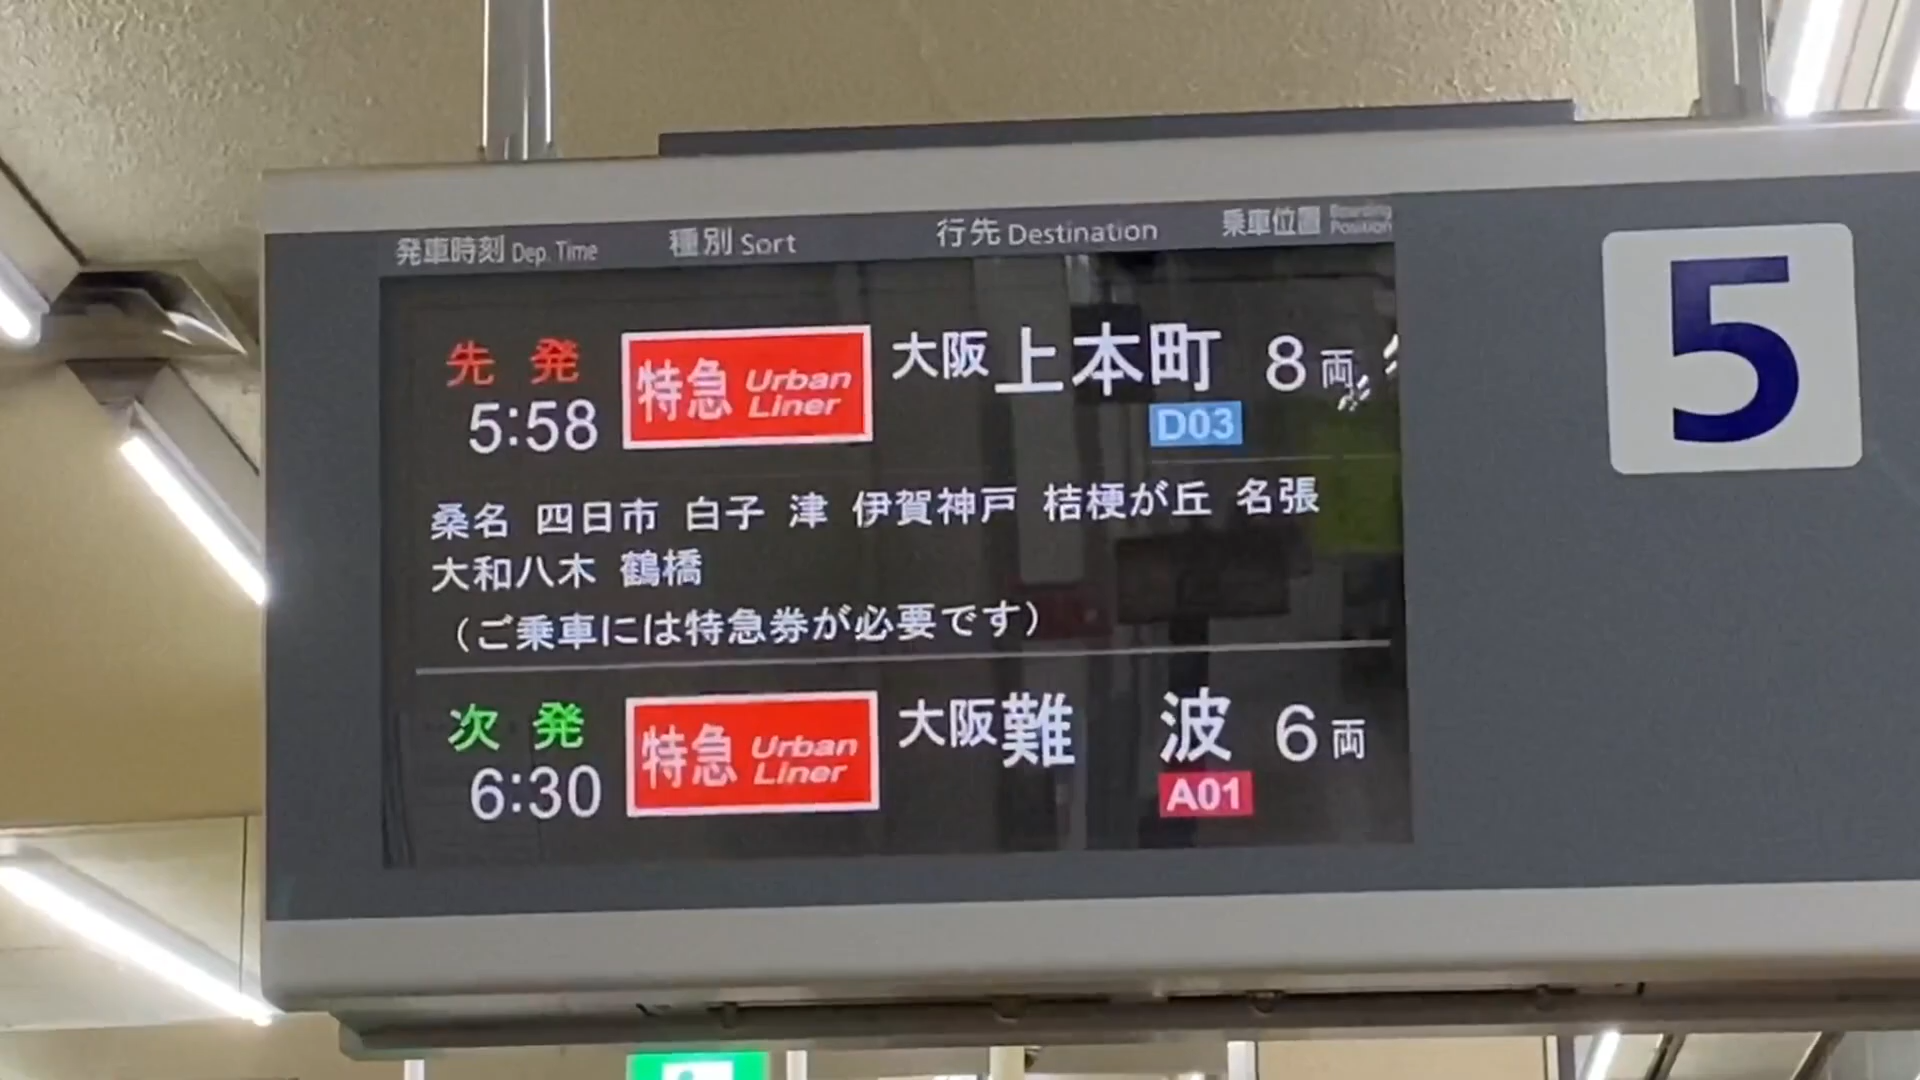 発車時刻 Dep. Time 種別 Sort 行先 Destination 乗車位置 Boarding Position
5
先発 特急 Urban Liner 大阪上本町 8両
5:58 D03
桑名 四日市 白子 津 伊賀神戸 桔梗が丘 名張
大和八木 鶴橋
（ご乗車には特急券が必要です）
次発 特急 Urban Liner 大阪難波 6両
6:30 A01